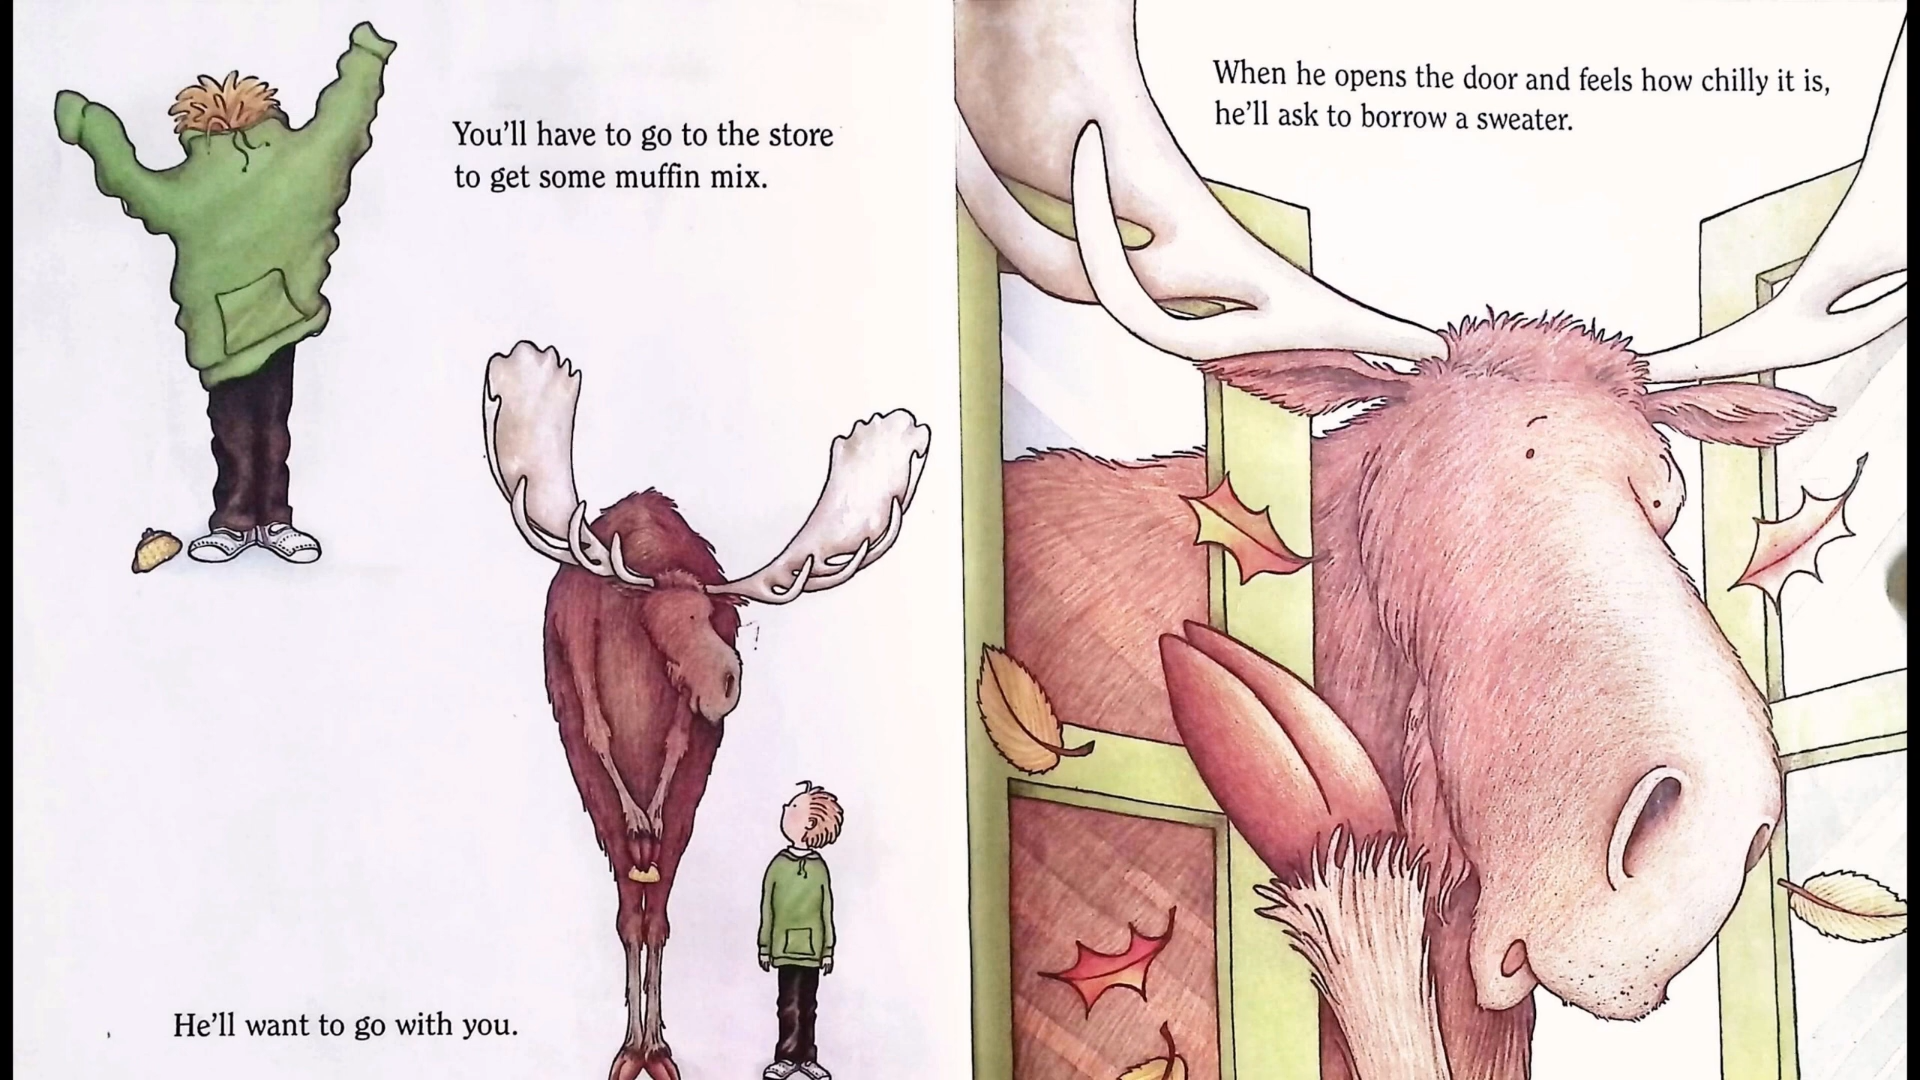 You'll have to go to the store
to get some muffin mix.
He'll want to go with you.
When he opens the door and feels how chilly it is,
he'll ask to borrow a sweater.